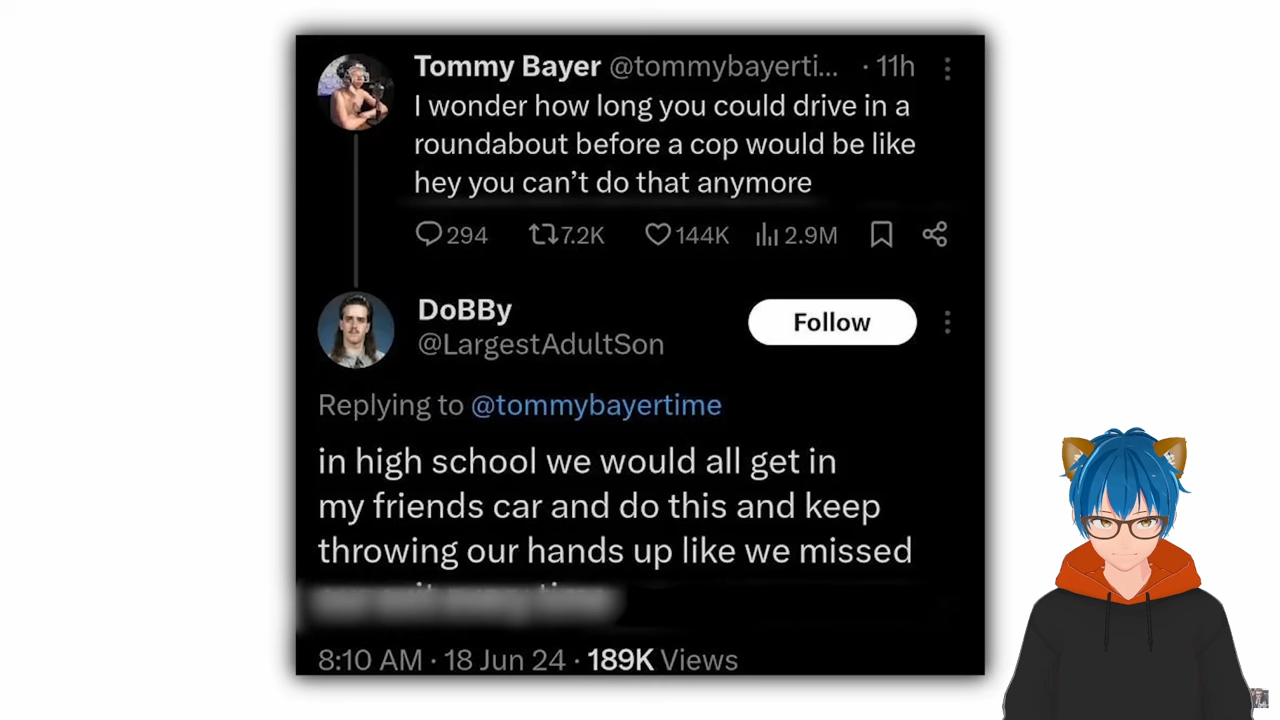 Tommy Bayer @tommybayerti... · 11h
I wonder how long you could drive in a
roundabout before a cop would be like
hey you can’t do that anymore
294 7.2K 144K 2.9M
DoBBy
@LargestAdultSon
Follow
Replying to @tommybayertime
in high school we would all get in
my friends car and do this and keep
throwing our hands up like we missed
8:10 AM · 18 Jun 24 · 189K Views